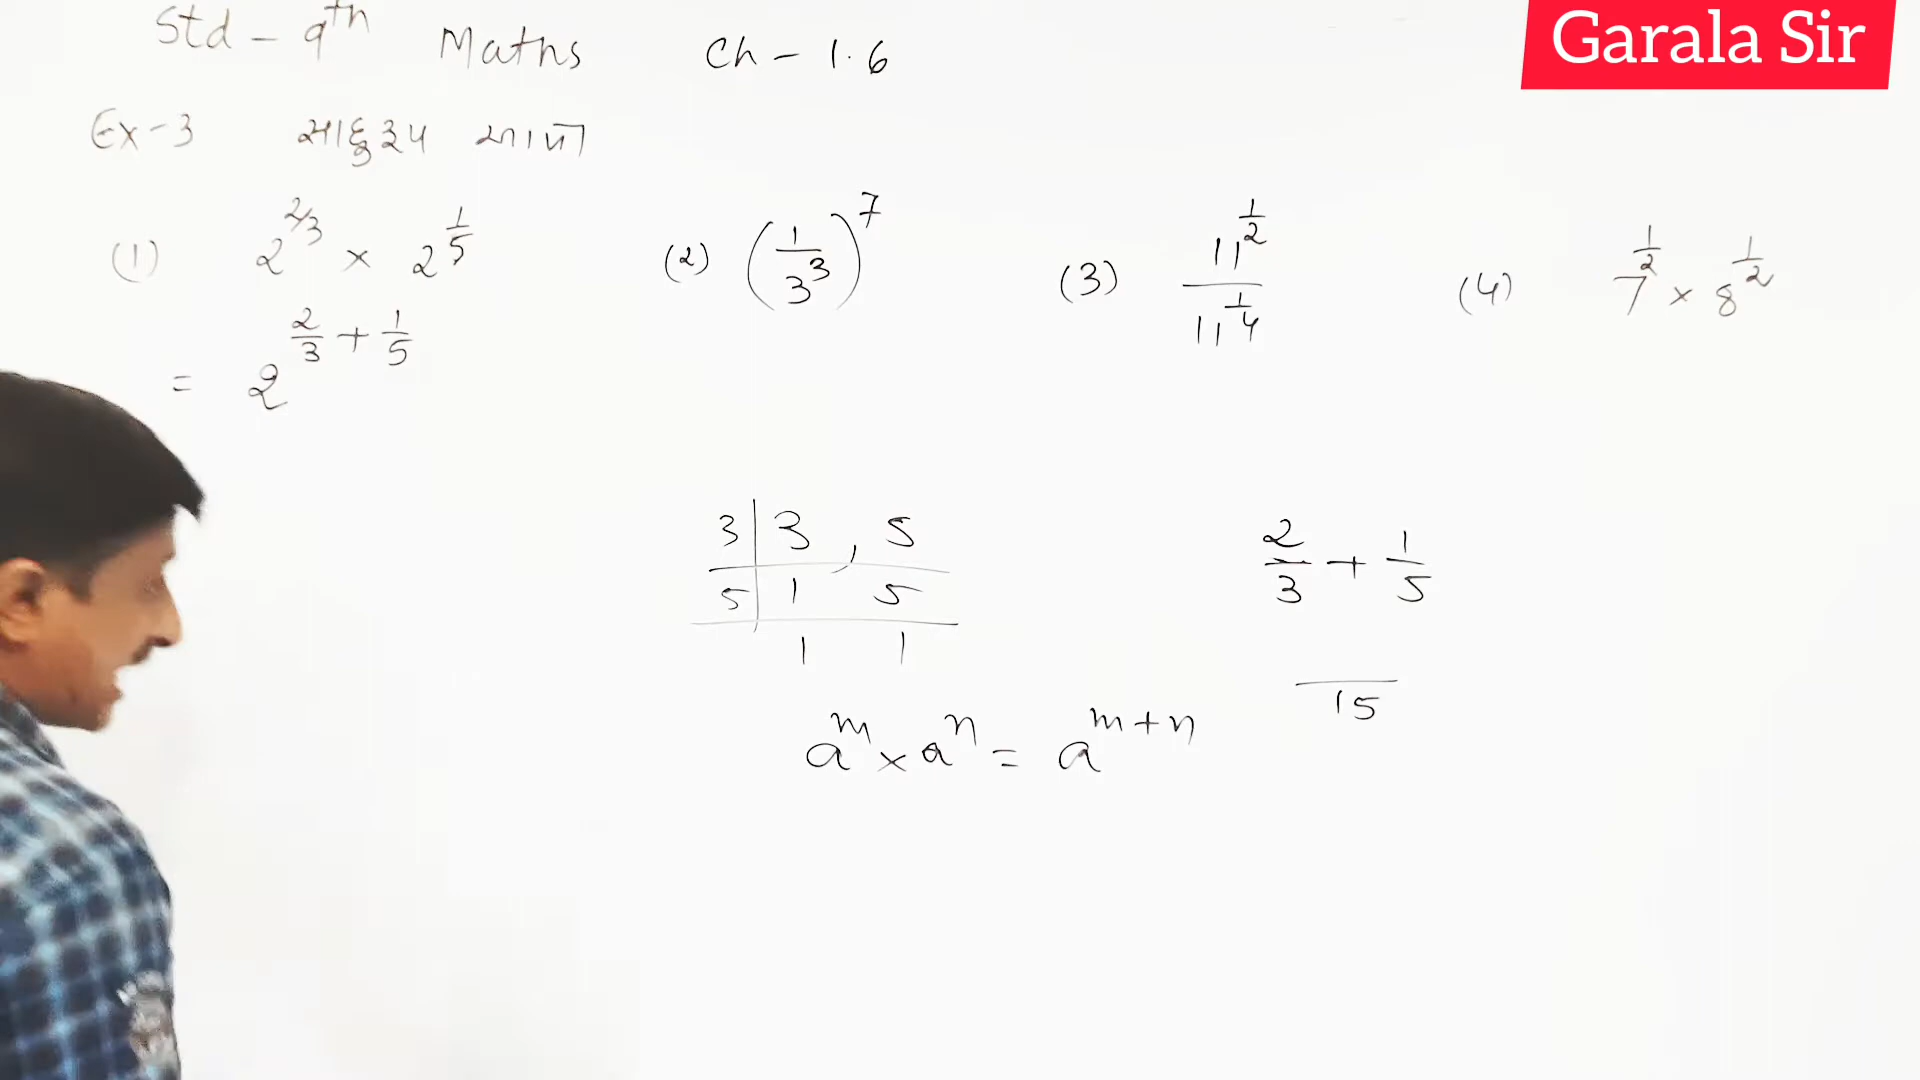 Garala Sir
Std - 9th Maths Ch - 1.6
Ex-3 સાદુરૂપ આપો
(1) 2^{2/3} × 2^{1/5} (2) (1/3^3)^7 (3) 11^{1/2} / 11^{1/4} (4) 7^{1/2} × 8^{1/2}
= 2^{2/3 + 1/5}
3 | 3 , 5
5 | 1 5
1 1
2/3 + 1/5
15
a^m × a^n = a^{m+n}